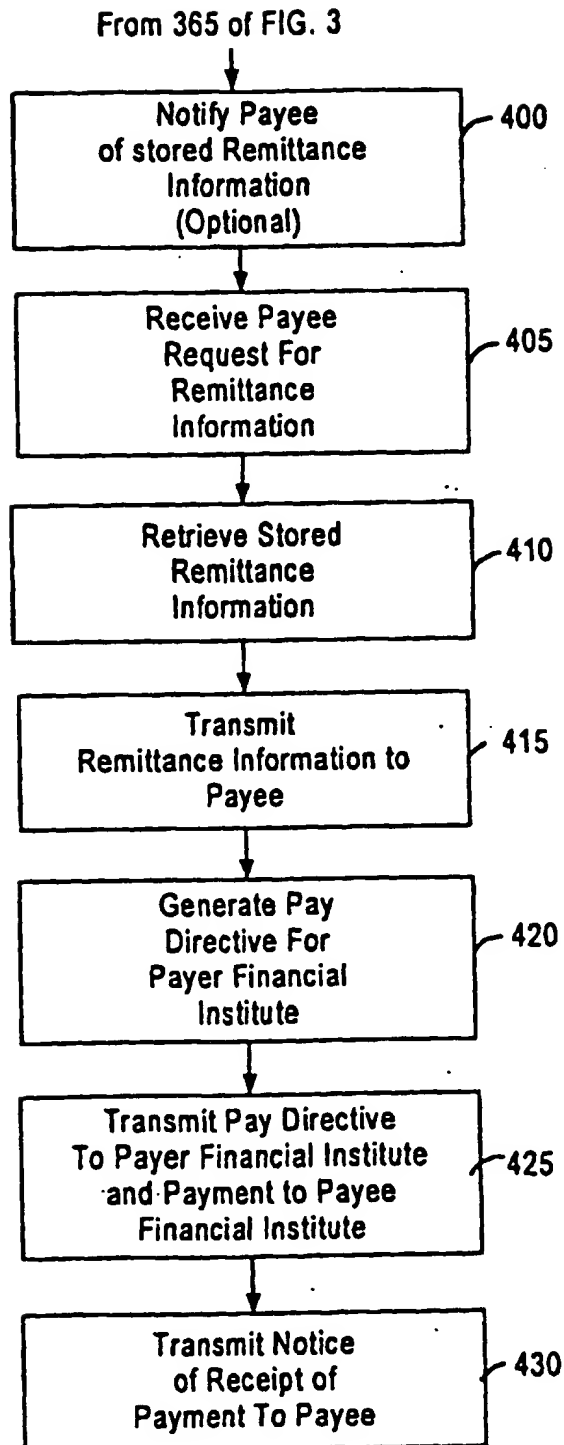 From 365 of FIG. 3
Notify Payee
of stored Remittance
Information
(Optional)
400
Receive Payee
Request For
Remittance
Information
405
Retrieve Stored
Remittance
Information
410
Transmit
Remittance Information to
Payee
415
Generate Pay
Directive For
Payer Financial
Institute
420
Transmit Pay Directive
To Payer Financial Institute
and Payment to Payee
Financial Institute
425
Transmit Notice
of Receipt of
Payment To Payee
430